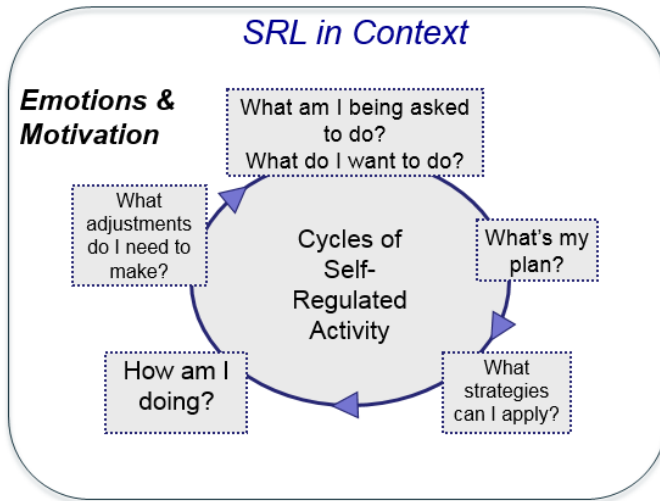 SRL in Context
Emotions &
Motivation
What am I being asked
to do?
What do I want to do?
What's my
plan?
What
strategies
can I apply?
How am I
doing?
What
adjustments
do I need to
make?
Cycles of
Self-
Regulated
Activity